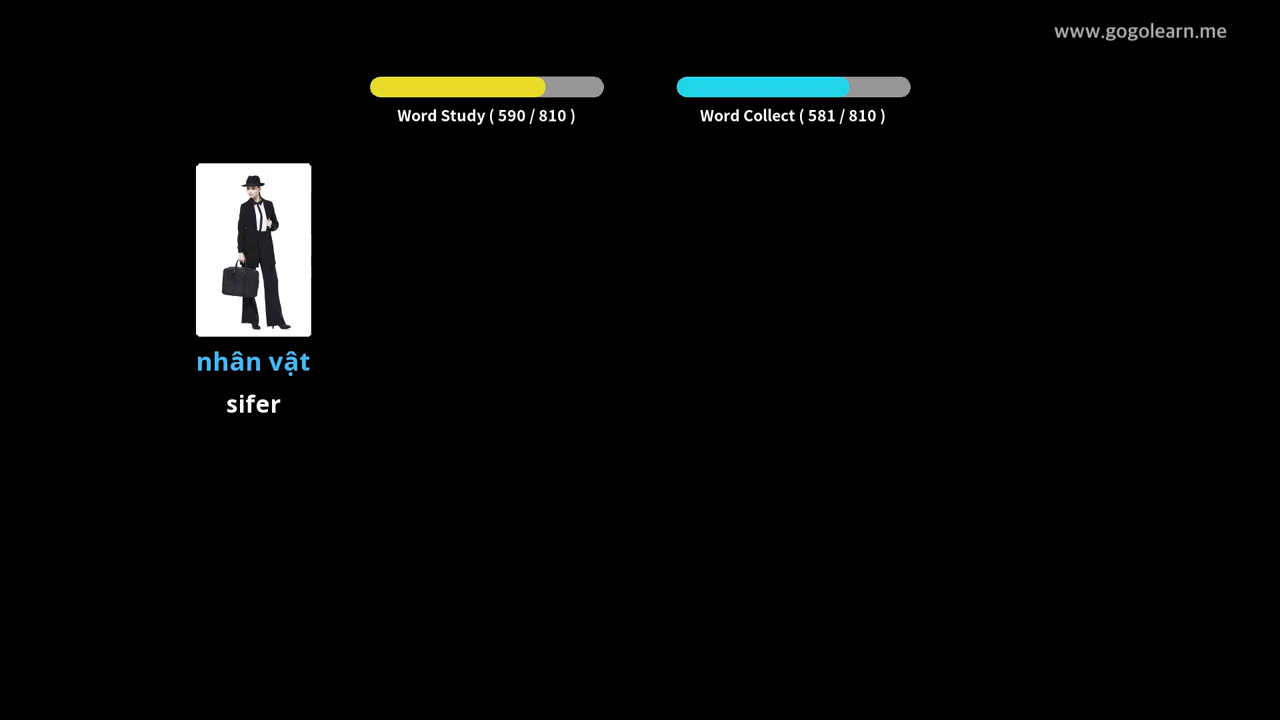 www.gogolearn.me
Word Study ( 590 / 810 )
Word Collect ( 581 / 810 )
nhân vật
sifer